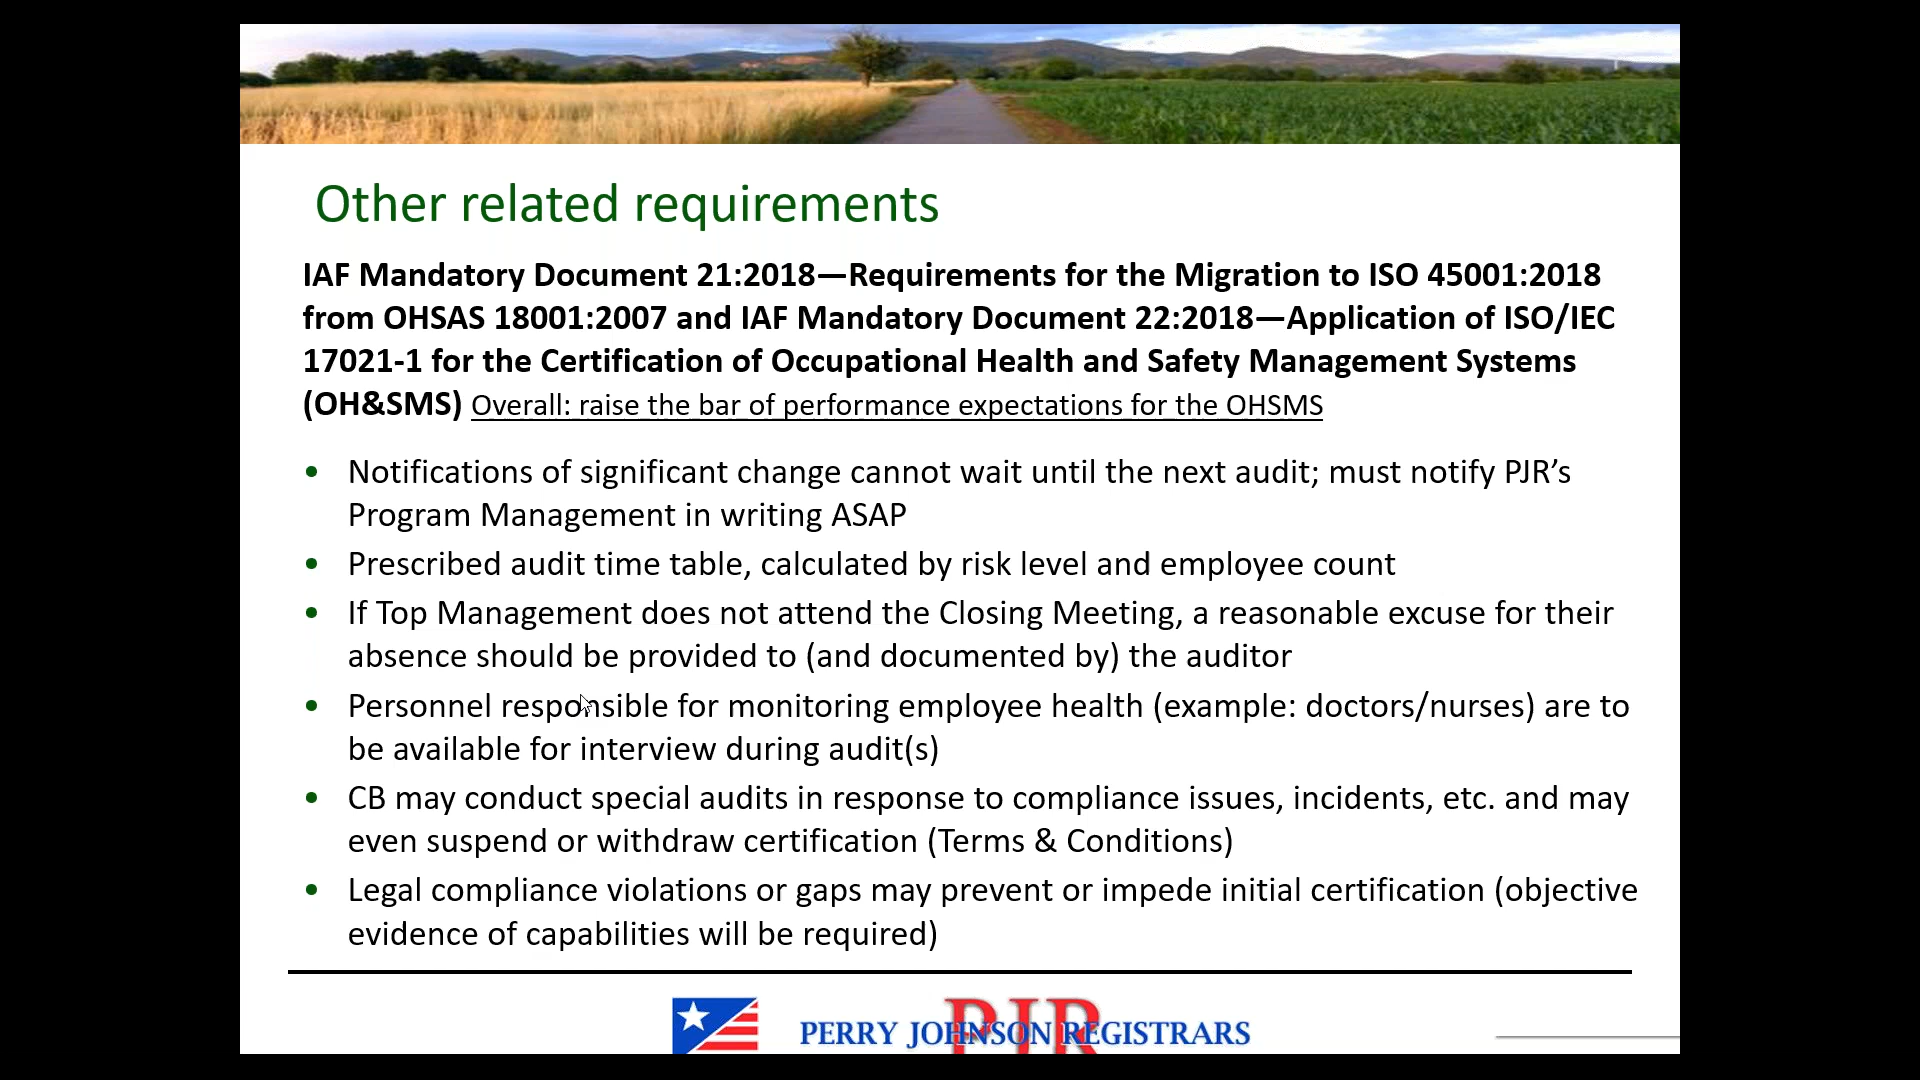 Other related requirements
IAF Mandatory Document 21:2018—Requirements for the Migration to ISO 45001:2018
from OHSAS 18001:2007 and IAF Mandatory Document 22:2018—Application of ISO/IEC
17021-1 for the Certification of Occupational Health and Safety Management Systems
(OH&SMS) Overall: raise the bar of performance expectations for the OHSMS
• Notifications of significant change cannot wait until the next audit; must notify PJR’s
Program Management in writing ASAP
• Prescribed audit time table, calculated by risk level and employee count
• If Top Management does not attend the Closing Meeting, a reasonable excuse for their
absence should be provided to (and documented by) the auditor
• Personnel responsible for monitoring employee health (example: doctors/nurses) are to
be available for interview during audit(s)
• CB may conduct special audits in response to compliance issues, incidents, etc. and may
even suspend or withdraw certification (Terms & Conditions)
• Legal compliance violations or gaps may prevent or impede initial certification (objective
evidence of capabilities will be required)
PJR
PERRY JOHNSON REGISTRARS